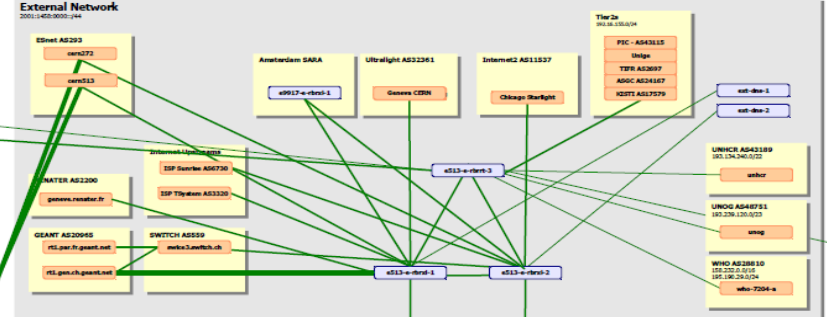 External Network
2001:1458:0000::/44
ESnet AS293
cern272
cern513
Amsterdam SARA
e9917-e-rbrxl-1
Ultralight AS32361
Geneva CERN
Internet2 AS11537
Chicago Starlight
Tier2s
PIC - AS43115
Unige
TIFR AS2697
ASGC AS24167
KISTI AS17579
ext-dns-1
ext-dns-2
Internet Upstreams
ISP Sunrise AS6730
ISP TSystem AS3320
e513-e-rbrrt-3
UNHCR AS43189
193.134.240.0/22
unhcr
RENATER AS2200
geneve.renater.fr
UNOG AS48751
193.239.120.0/23
unog
GEANT AS20965
rt1.par.fr.geant.net
rt1.gen.ch.geant.net
SWITCH AS559
swice3.switch.ch
e513-e-rbrxl-1
e513-e-rbrxl-2
WHO AS28810
158.232.0.0/16
195.190.29.0/24
who-7204-a